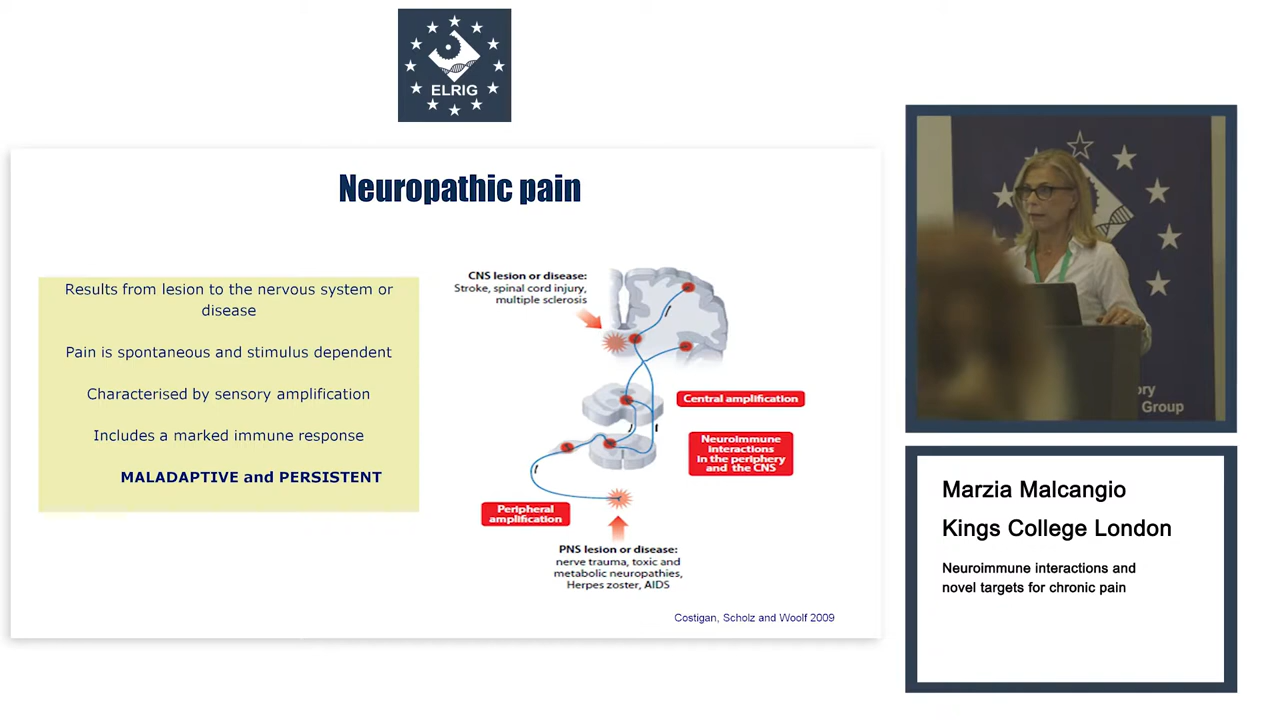 ELRIG
Neuropathic pain
Results from lesion to the nervous system or
disease
Pain is spontaneous and stimulus dependent
Characterised by sensory amplification
Includes a marked immune response
MALADAPTIVE and PERSISTENT
CNS lesion or disease:
Stroke, spinal cord injury,
multiple sclerosis
Central amplification
Neuroimmune
interactions
in the periphery
and the CNS
Peripheral
amplification
PNS lesion or disease:
nerve trauma, toxic and
metabolic neuropathies,
Herpes zoster, AIDS
Costigan, Scholz and Woolf 2009
ory
Group
Marzia Malcangio
Kings College London
Neuroimmune interactions and
novel targets for chronic pain